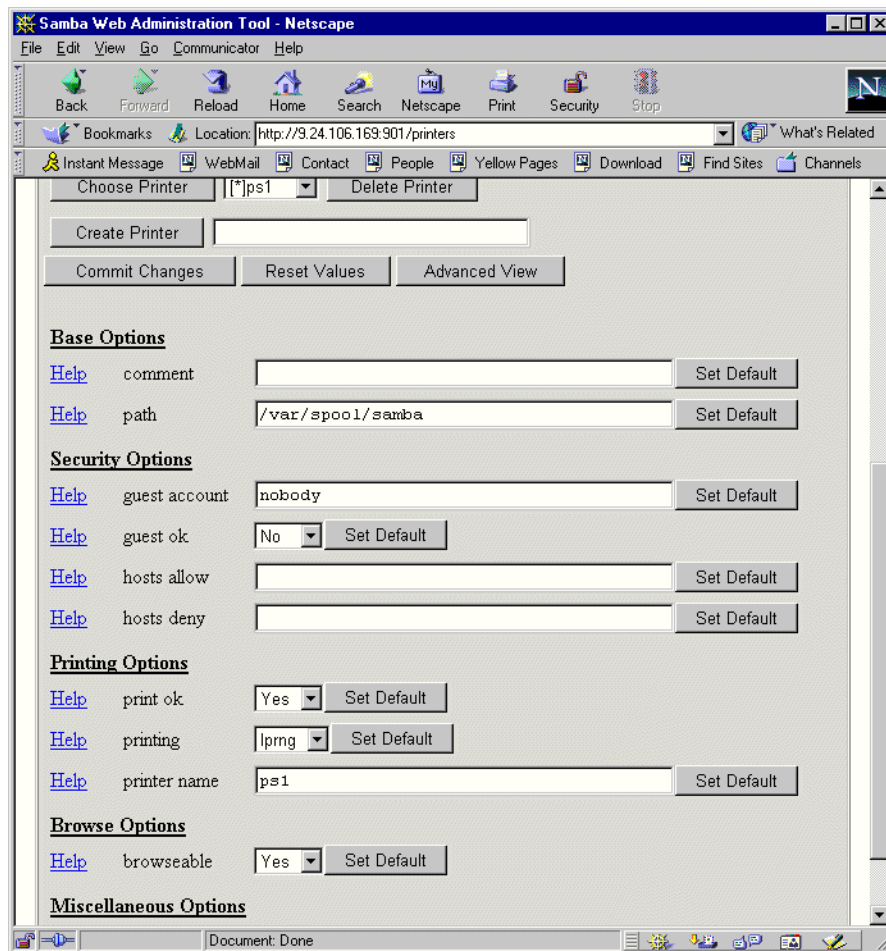 Samba Web Administration Tool - Netscape
File Edit View Go Communicator Help
My
Back Forward Reload Home Search Netscape Print Security Stop
N
Bookmarks Location: http://9.24.106.169:901/printers What's Related
Instant Message WebMail Contact People Yellow Pages Download Find Sites Channels
Choose Printer [*]ps1 Delete Printer
Create Printer
Commit Changes Reset Values Advanced View
Base Options
Help comment Set Default
Help path /var/spool/samba Set Default
Security Options
Help guest account nobody Set Default
Help guest ok No Set Default
Help hosts allow Set Default
Help hosts deny Set Default
Printing Options
Help print ok Yes Set Default
Help printing lprng Set Default
Help printer name ps1 Set Default
Browse Options
Help browseable Yes Set Default
Miscellaneous Options
Document: Done